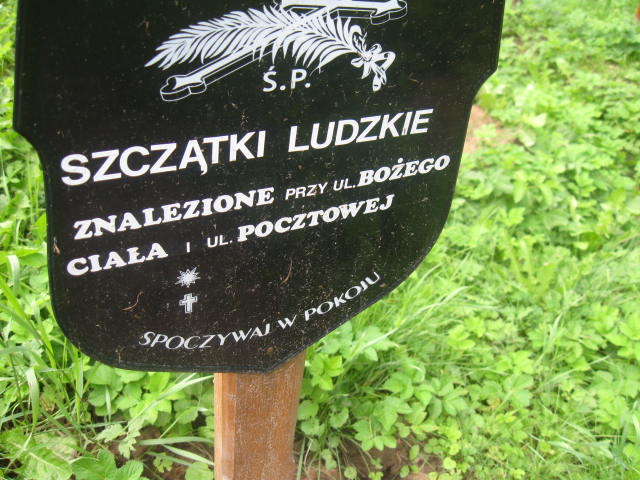 Ś.P.
SZCZĄTKI LUDZKIE
ZNALEZIONE PRZY UL. BOŻEGO
CIAŁA I UL. POCZTOWEJ
SPOCZYWAJ W POKOJU